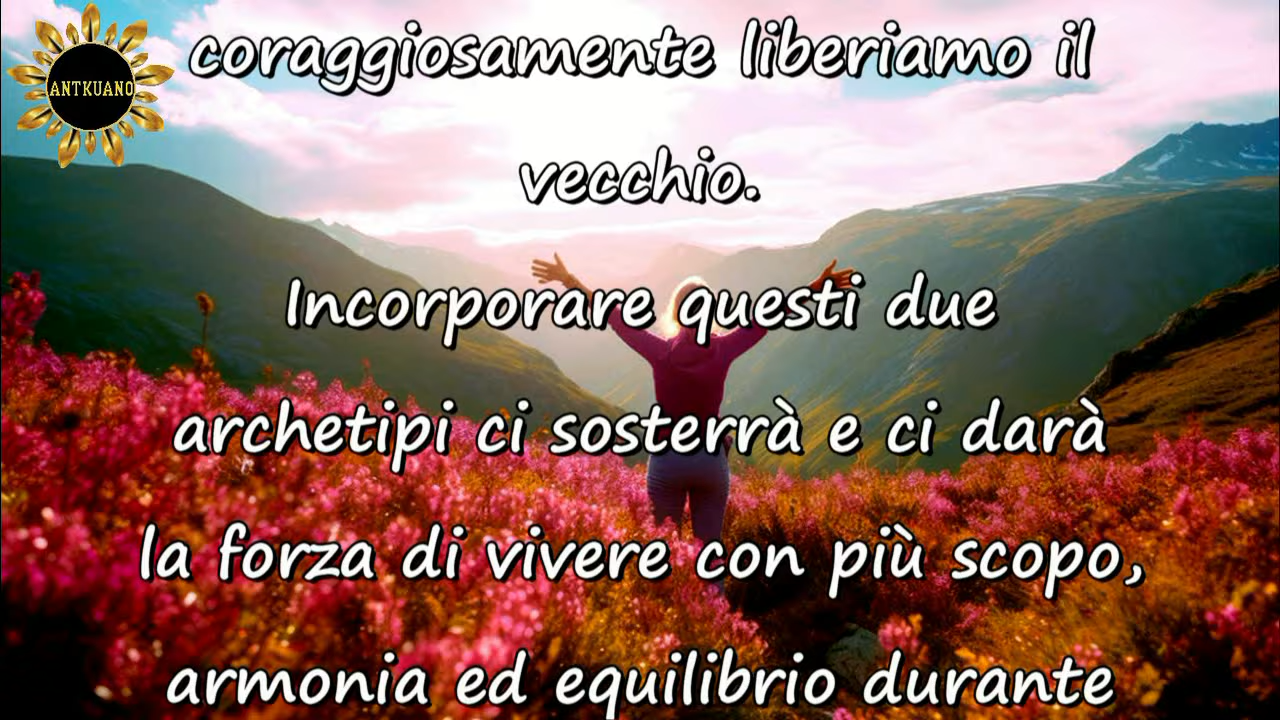 ANTKUANO
coraggiosamente liberiamo il
vecchio.
Incorporare questi due
archetipi ci sosterrà e ci darà
la forza di vivere con più scopo,
armonia ed equilibrio durante